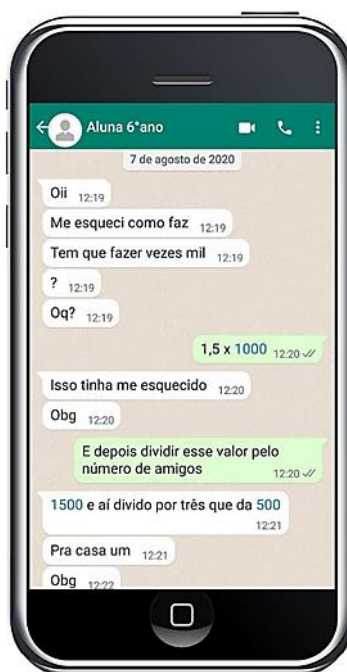 Aluna 6°ano
7 de agosto de 2020
Oii 12:19
Me esqueci como faz 12:19
Tem que fazer vezes mil 12:19
? 12:19
Oq? 12:19
1,5 x 1000 12:20
Isso tinha me esquecido 12:20
Obg 12:20
E depois dividir esse valor pelo
número de amigos 12:20
1500 e aí divido por três que da 500
12:21
Pra casa um 12:21
Obg 12:22